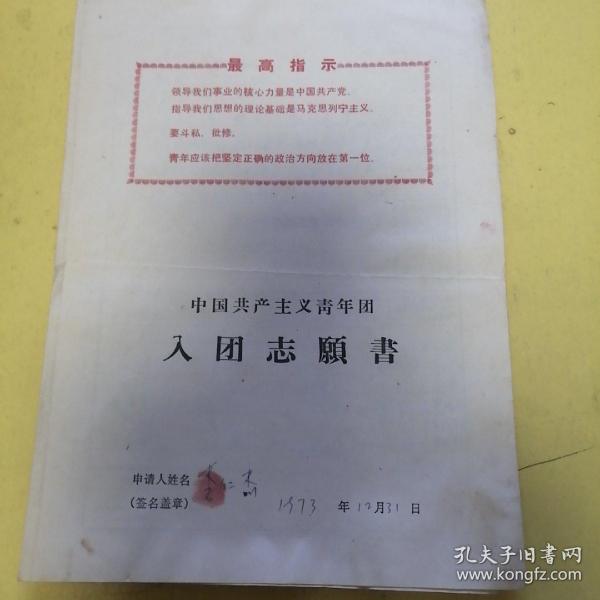 最高指示
领导我们事业的核心力量是中国共产党。
指导我们思想的理论基础是马克思列宁主义。
要斗私,批修。
青年应该把坚定正确的政治方向放在第一位。
中国共产主义青年团
入团志願書
申请人姓名
(签名盖章) 1973 年12月31日
孔夫子旧书网
www.kongfz.com